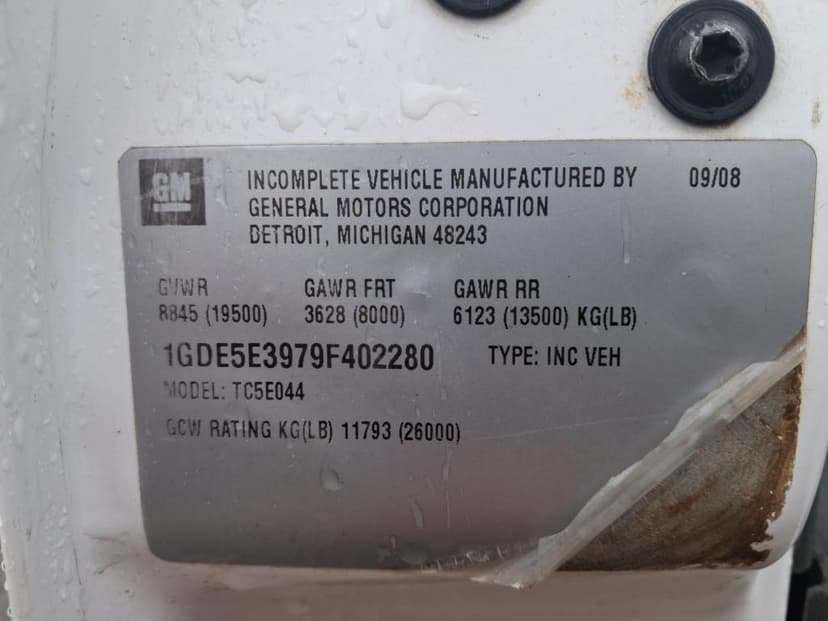 GM INCOMPLETE VEHICLE MANUFACTURED BY 09/08
GENERAL MOTORS CORPORATION
DETROIT, MICHIGAN 48243
GVWR GAWR FRT GAWR RR
8845 (19500) 3628 (8000) 6123 (13500) KG(LB)
1GDE5E3979F402280 TYPE: INC VEH
MODEL: TC5E044
GCW RATING KG(LB) 11793 (26000)